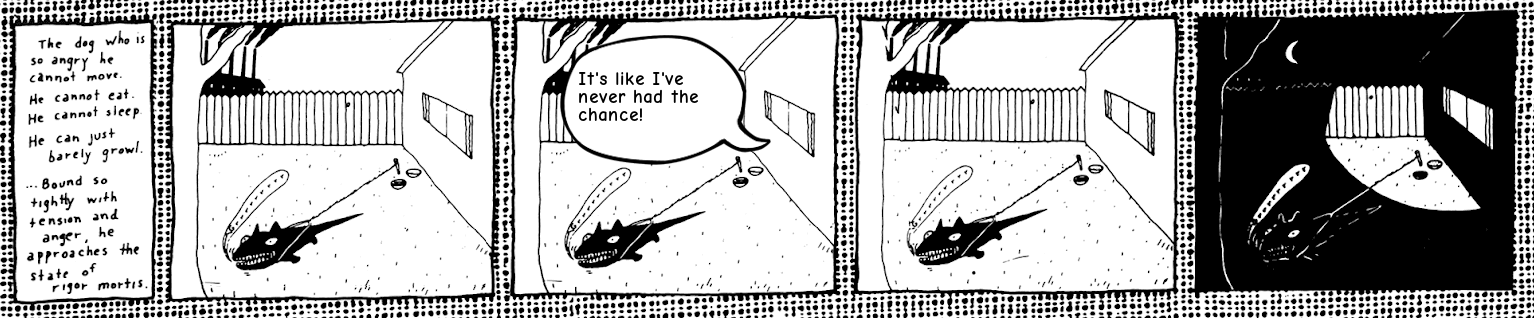 The dog who is
so angry he
cannot move.
He cannot eat.
He cannot sleep.
He can just
barely growl.
...Bound so
tightly with
tension and
anger, he
approaches the
state of
rigor mortis.
It's like I've
never had the
chance!